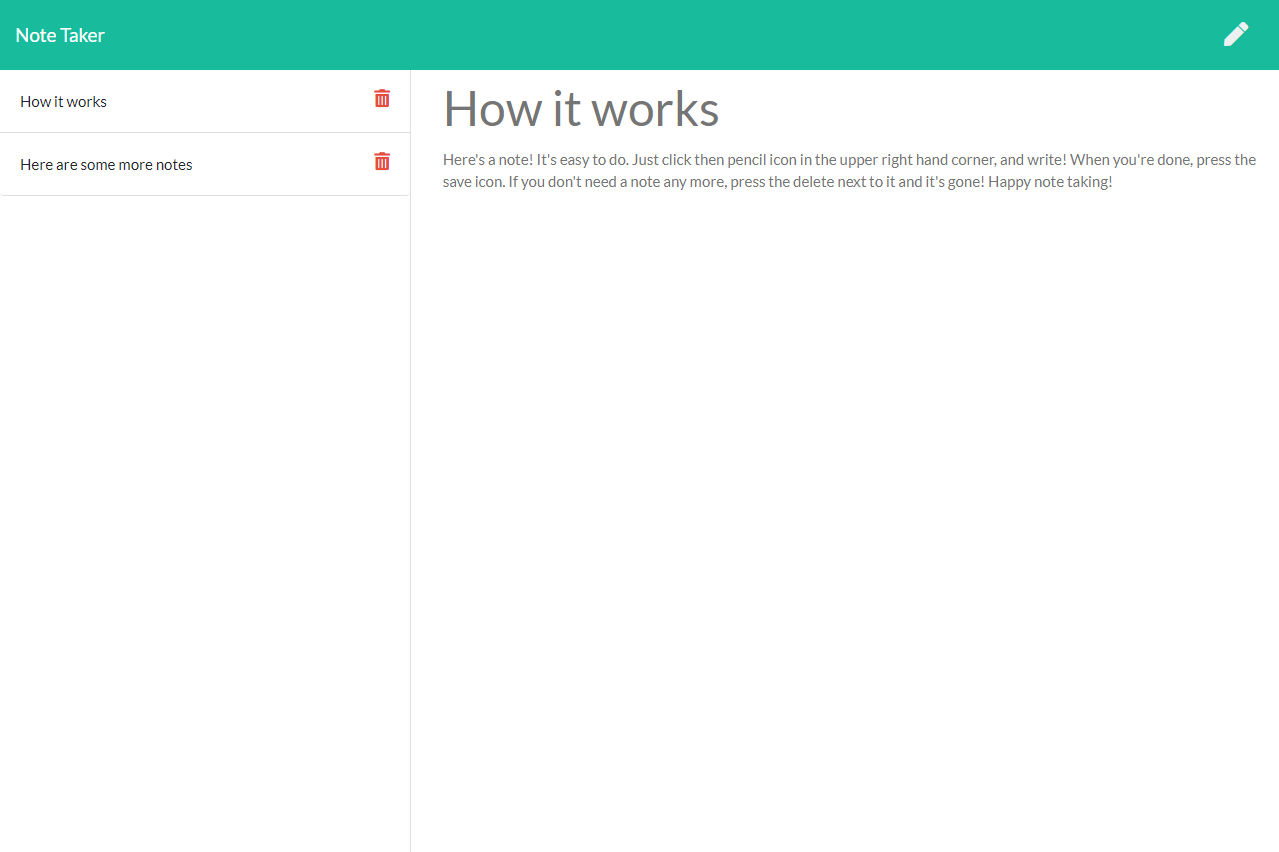 Note Taker
How it works
Here are some more notes
How it works
Here's a note! It's easy to do. Just click then pencil icon in the upper right hand corner, and write! When you're done, press the
save icon. If you don't need a note any more, press the delete next to it and it's gone! Happy note taking!